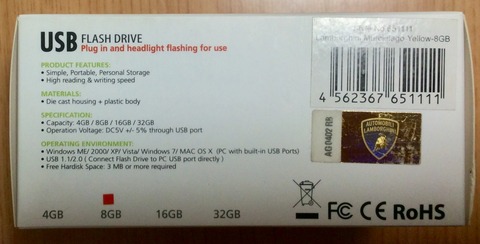 USB FLASH DRIVE
Plug in and headlight flashing for use
PRODUCT FEATURES:
• Simple, Portable, Personal Storage
• High reading & writing speed
MATERIALS:
• Die cast housing + plastic body
SPECIFICATION:
• Capacity: 4GB / 8GB / 16GB / 32GB
• Operation Voltage: DC5V +/- 5% through USB port
OPERATING ENVIRONMENT:
• Windows ME/ 2000/ XP/ Vista/ Windows 7/ MAC OS X (PC with built-in USB Ports)
• USB 1.1/2.0 ( Connect Flash Drive to PC USB port directly )
• Free Hardisk Space: 3 MB or more required
4GB 8GB 16GB 32GB
Murcielago Yellow-8GB
4 562367 651111
AG0402 RB
AUTOMOBILI
LAMBORGHINI
FC CE RoHS